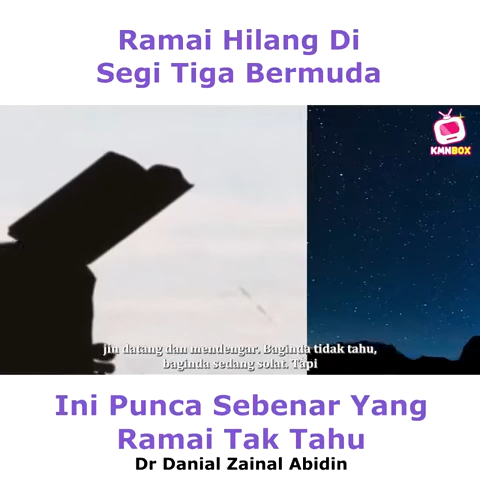 Ramai Hilang Di
Segi Tiga Bermuda
KMNBOX
jin datang dan mendengar. Baginda tidak tahu,
baginda sedang solat. Tapi
Ini Punca Sebenar Yang
Ramai Tak Tahu
Dr Danial Zainal Abidin